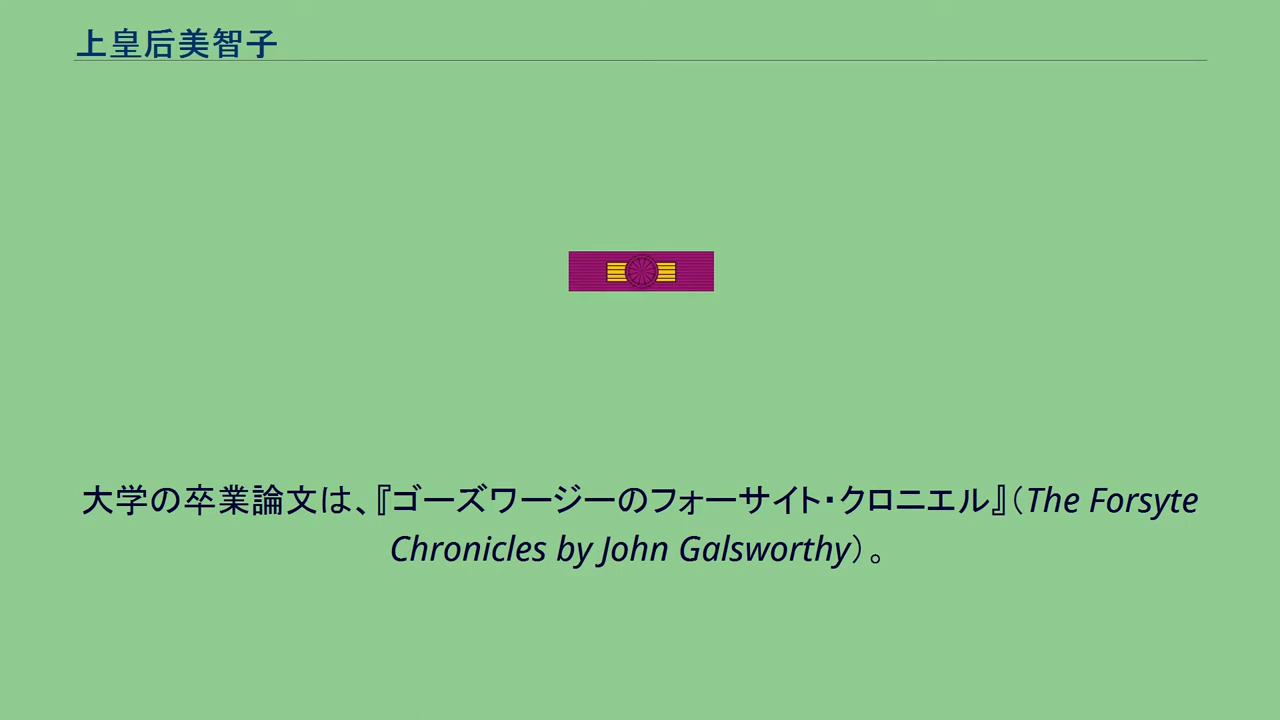 上皇后美智子
大学の卒業論文は、『ゴーズワージーのフォーサイト・クロニエル』（The Forsyte
Chronicles by John Galsworthy）。